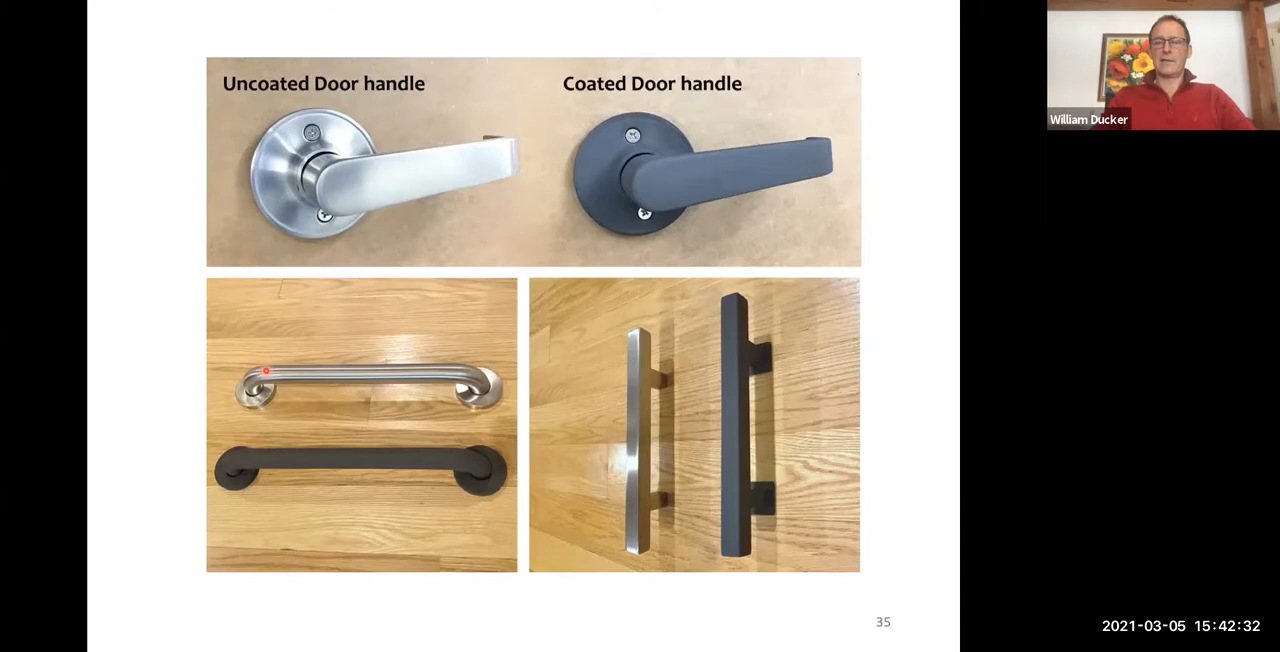 Uncoated Door handle
Coated Door handle
William Ducker
35
2021-03-05 15:42:32